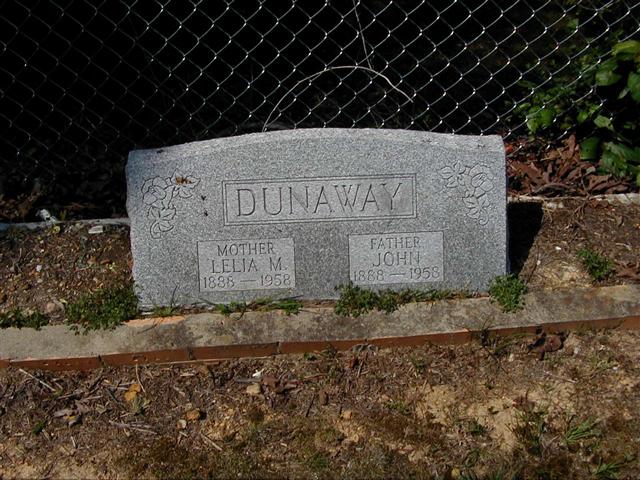 DUNAWAY
MOTHER
LELIA M.
1888 — 1958
FATHER
JOHN
1888 — 1958